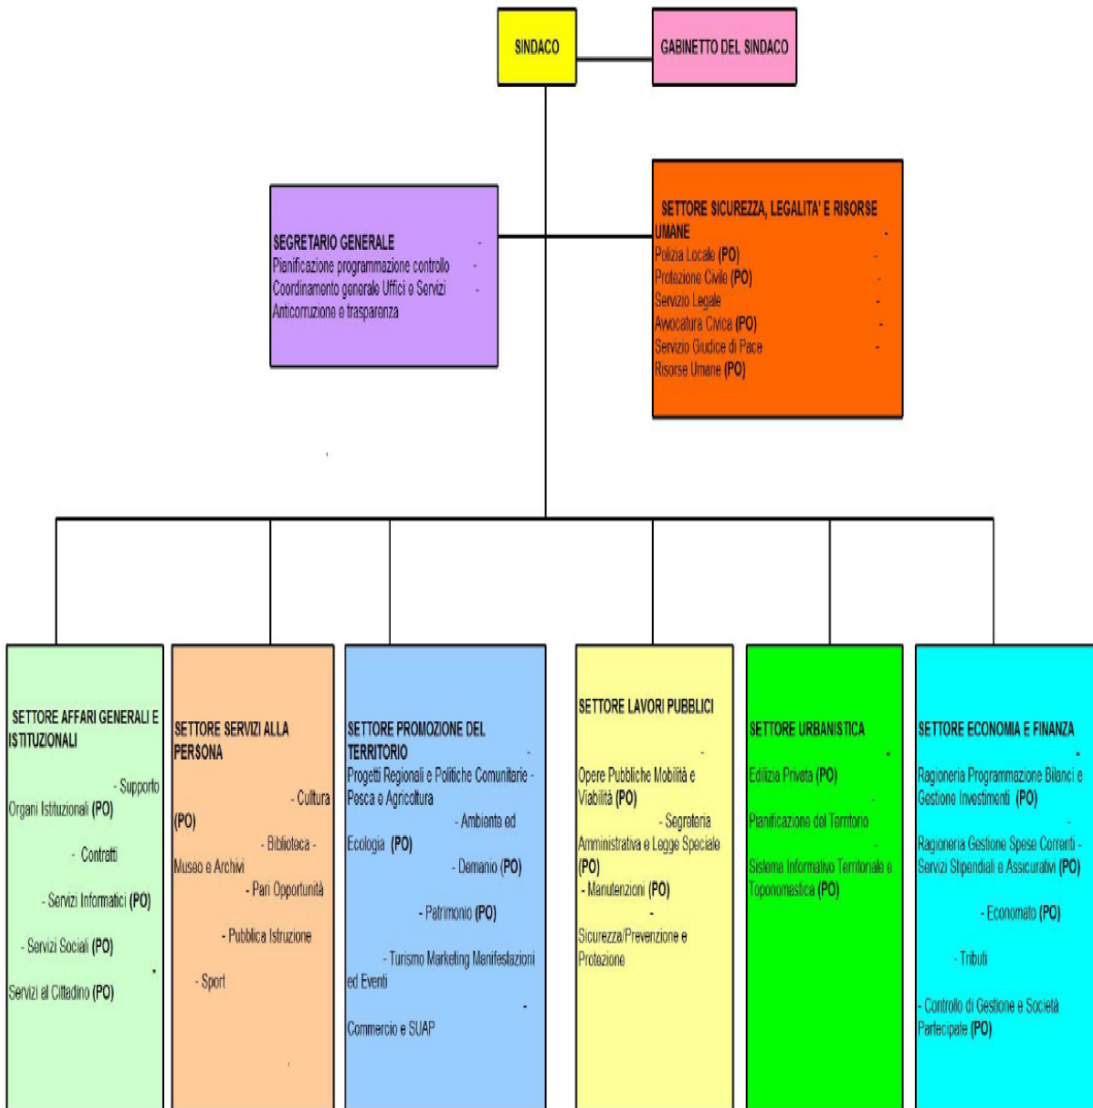 SINDACO
GABINETTO DEL SINDACO
SEGRETARIO GENERALE -
Pianificazione programmazione controllo -
Coordinamento generale Uffici e Servizi -
Anticorruzione e trasparenza
SETTORE SICUREZZA, LEGALITA' E RISORSE
UMANE -
Polizia Locale (PO) -
Protezione Civile (PO) -
Servizio Legale -
Avvocatura Civica (PO) -
Servizio Giudice di Pace -
Risorse Umane (PO)
SETTORE AFFARI GENERALI E
ISTITUZIONALI
- Supporto
Organi Istituzionali (PO)
- Contratti
- Servizi Informatici (PO)
- Servizi Sociali (PO)
-
Servizi al Cittadino (PO)
SETTORE SERVIZI ALLA
PERSONA
- Cultura
(PO)
- Biblioteca -
Museo e Archivi
- Pari Opportunità
- Pubblica Istruzione
- Sport
SETTORE PROMOZIONE DEL
TERRITORIO -
Progetti Regionali e Politiche Comunitarie -
Pesca e Agricoltura
- Ambiente ed
Ecologia (PO)
- Demanio (PO)
- Patrimonio (PO)
- Turismo Marketing Manifestazioni
ed Eventi
-
Commercio e SUAP
SETTORE LAVORI PUBBLICI
-
Opere Pubbliche Mobilità e
Viabilità (PO)
- Segreteria
Amministrativa e Legge Speciale
(PO)
- Manutenzioni (PO)
-
Sicurezza/Prevenzione e
Protezione
SETTORE URBANISTICA
-
Edilizia Privata (PO)
-
Pianificazione del Territorio
-
Sistema Informativo Territoriale e
Toponomastica (PO)
SETTORE ECONOMIA E FINANZA
-
Ragioneria Programmazione Bilanci e
Gestione Investimenti (PO)
-
Ragioneria Gestione Spese Correnti -
Servizi Stipendiali e Assicurativi (PO)
- Economato (PO)
- Tributi
- Controllo di Gestione e Società
Partecipate (PO)